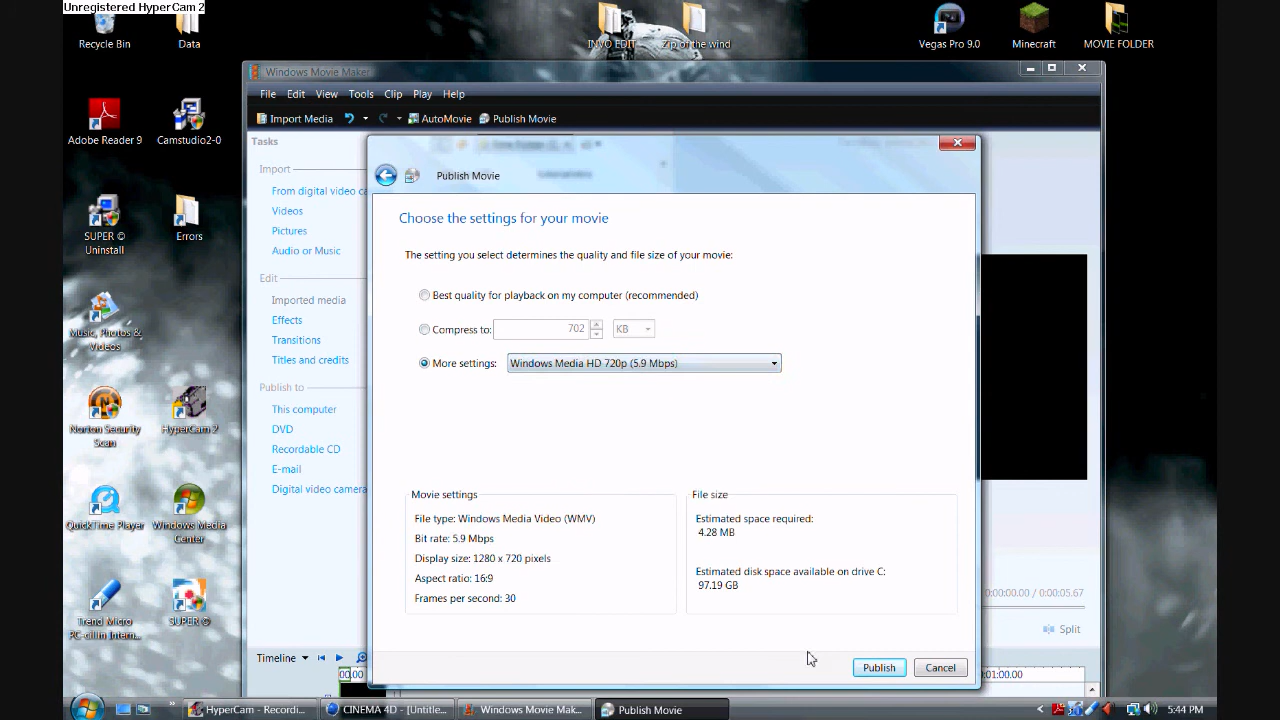 Unregistered HyperCam 2
Recycle Bin
Data
INVO EDIT
Zip of the wind
Vegas Pro 9.0
Minecraft
MOVIE FOLDER
Windows Movie Maker
File Edit View Tools Clip Play Help
Import Media AutoMovie Publish Movie
Adobe Reader 9
Camstudio2-0
SUPER ©
Uninstall
Errors
Music, Photos &
Videos
Norton Security
Scan
HyperCam 2
QuickTime Player
Windows Media
Center
Trend Micro
PC-cillin Intern...
SUPER ©
Tasks
Import
From digital video ca
Videos
Pictures
Audio or Music
Edit
Imported media
Effects
Transitions
Titles and credits
Publish to
This computer
DVD
Recordable CD
E-mail
Digital video camera
Publish Movie
Choose the settings for your movie
The setting you select determines the quality and file size of your movie:
Best quality for playback on my computer (recommended)
Compress to: 702 KB
More settings: Windows Media HD 720p (5.9 Mbps)
Movie settings
File type: Windows Media Video (WMV)
Bit rate: 5.9 Mbps
Display size: 1280 x 720 pixels
Aspect ratio: 16:9
Frames per second: 30
File size
Estimated space required:
4.28 MB
Estimated disk space available on drive C:
97.19 GB
Publish Cancel
0:00:00.00 / 0:00:05.67
Split
Timeline
00.00
:01:00.00
HyperCam - Recordi...
CINEMA 4D - [Untitle...
Windows Movie Mak...
Publish Movie
5:44 PM